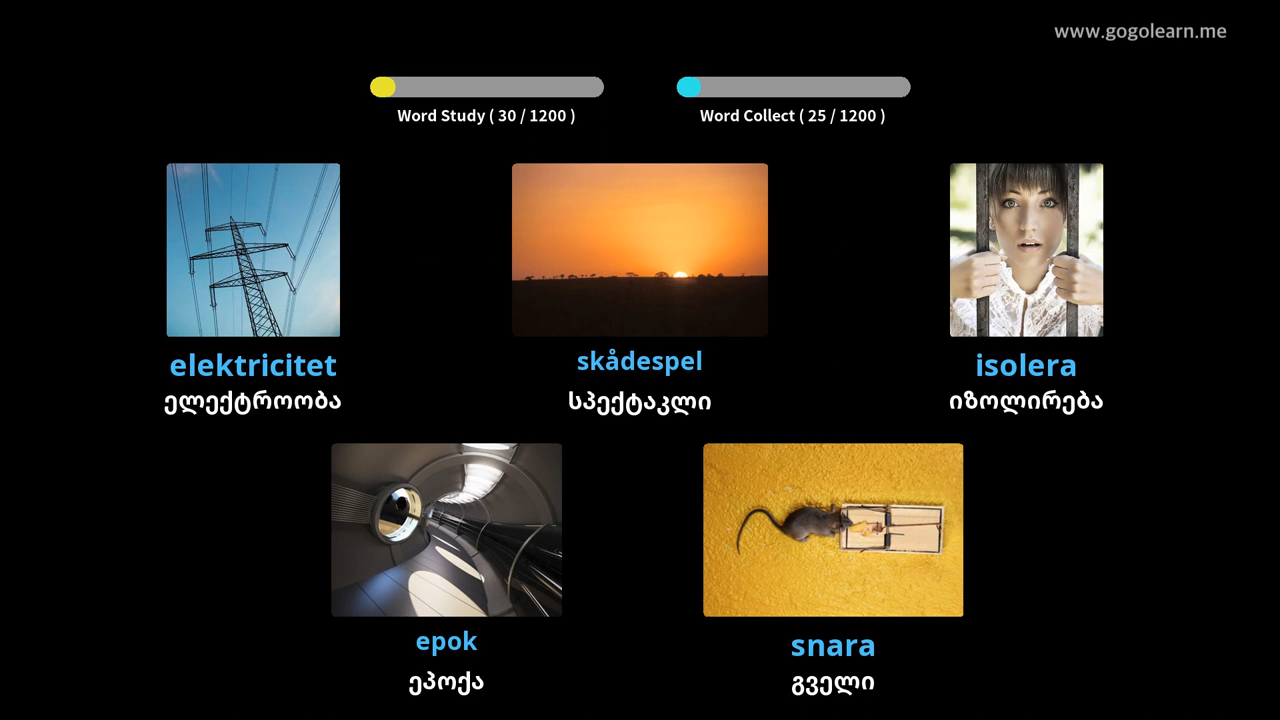 www.gogolearn.me
Word Study ( 30 / 1200 )
Word Collect ( 25 / 1200 )
elektricitet
ელექტროობა
skådespel
სპექტაკლი
isolera
იზოლირება
epok
ეპოქა
snara
გველი